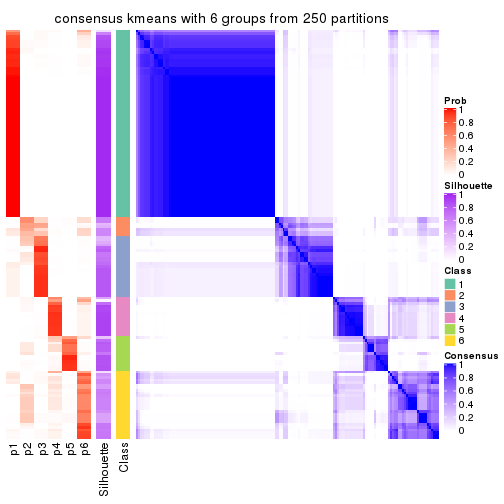 consensus kmeans with 6 groups from 250 partitions
Prob
1
0.8
0.6
0.4
0.2
0
Silhouette
1
0.8
0.6
0.4
0.2
0
Class
1
2
3
4
5
6
Consensus
1
0.8
0.6
0.4
0.2
0
p1
p2
p3
p4
p5
p6
Silhouette
Class